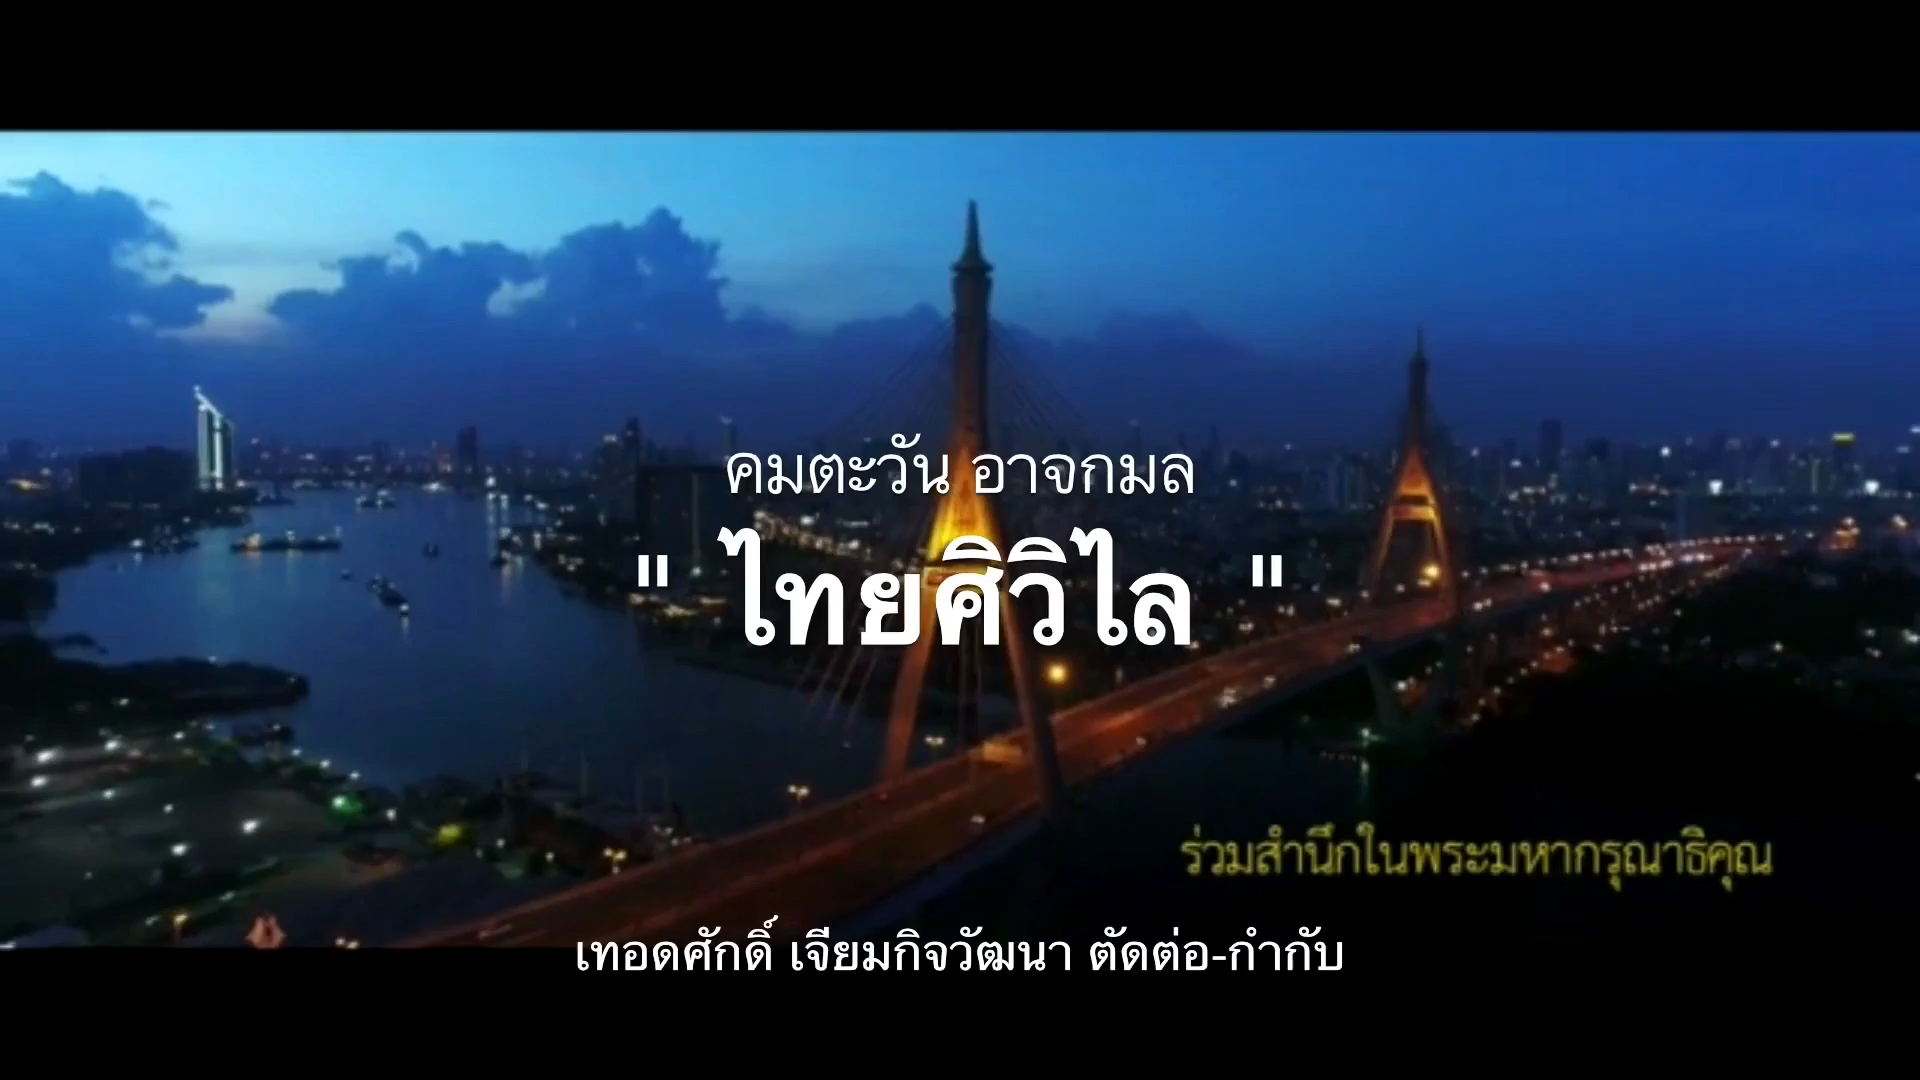 คมตะวัน อาจกมล
" ไทยศิวิไล "
ร่วมสำนึกในพระมหากรุณาธิคุณ
เทอดศักดิ์ เจียมกิจวัฒนา ตัดต่อ-กำกับ